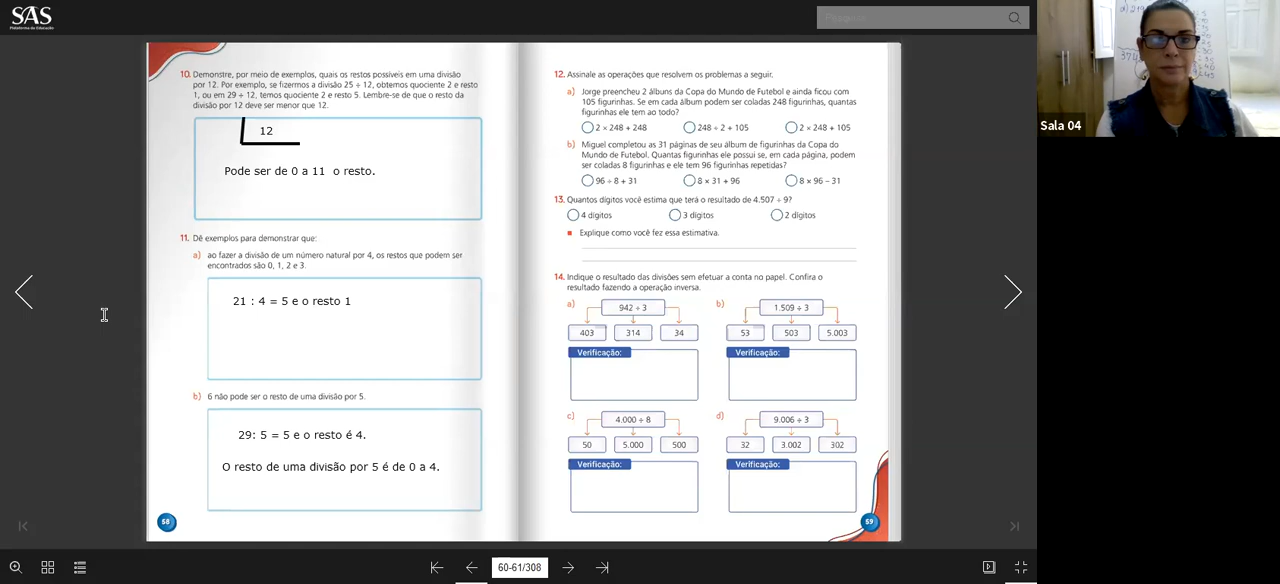 SAS
Plataforma de Educação
10. Demonstre, por meio de exemplos, quais os restos possíveis em uma divisão
por 12. Por exemplo, se fizermos a divisão 25 ÷ 12, obtemos quociente 2 e resto
1, ou em 29 ÷ 12, temos quociente 2 e resto 5. Lembre-se de que o resto da
divisão por 12 deve ser menor que 12.
12
Pode ser de 0 a 11 o resto.
11. Dê exemplos para demonstrar que:
a) ao fazer a divisão de um número natural por 4, os restos que podem ser
encontrados são 0, 1, 2 e 3.
21 : 4 = 5 e o resto 1
b) 6 não pode ser o resto de uma divisão por 5.
29: 5 = 5 e o resto é 4.
O resto de uma divisão por 5 é de 0 a 4.
58
12. Assinale as operações que resolvem os problemas a seguir.
a) Jorge preencheu 2 álbuns da Copa do Mundo de Futebol e ainda ficou com
105 figurinhas. Se em cada álbum podem ser coladas 248 figurinhas, quantas
figurinhas ele tem ao todo?
2 × 248 + 248 248 ÷ 2 + 105 2 × 248 + 105
b) Miguel completou as 31 páginas de seu álbum de figurinhas da Copa do
Mundo de Futebol. Quantas figurinhas ele possui se, em cada página, podem
ser coladas 8 figurinhas e ele tem 96 figurinhas repetidas?
96 ÷ 8 + 31 8 × 31 + 96 8 × 96 – 31
13. Quantos dígitos você estima que terá o resultado de 4.507 ÷ 9?
4 dígitos 3 dígitos 2 dígitos
Explique como você fez essa estimativa.
14. Indique o resultado das divisões sem efetuar a conta no papel. Confira o
resultado fazendo a operação inversa.
a) 942 ÷ 3 b) 1.509 ÷ 3
403 314 34 53 503 5.003
Verificação: Verificação:
c) 4.000 ÷ 8 d) 9.006 ÷ 3
50 5.000 500 32 3.002 302
Verificação: Verificação:
59
60-61/308
Sala 04